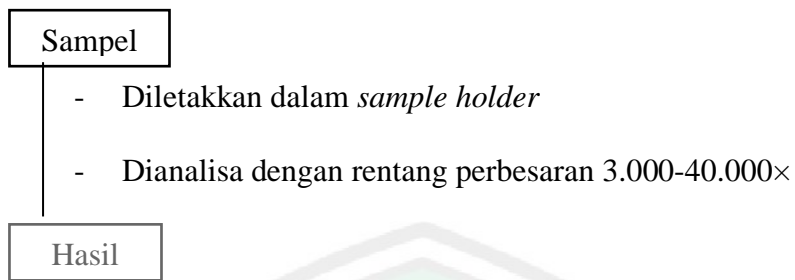 Sampel
- Diletakkan dalam sample holder
- Dianalisa dengan rentang perbesaran 3.000-40.000×
Hasil